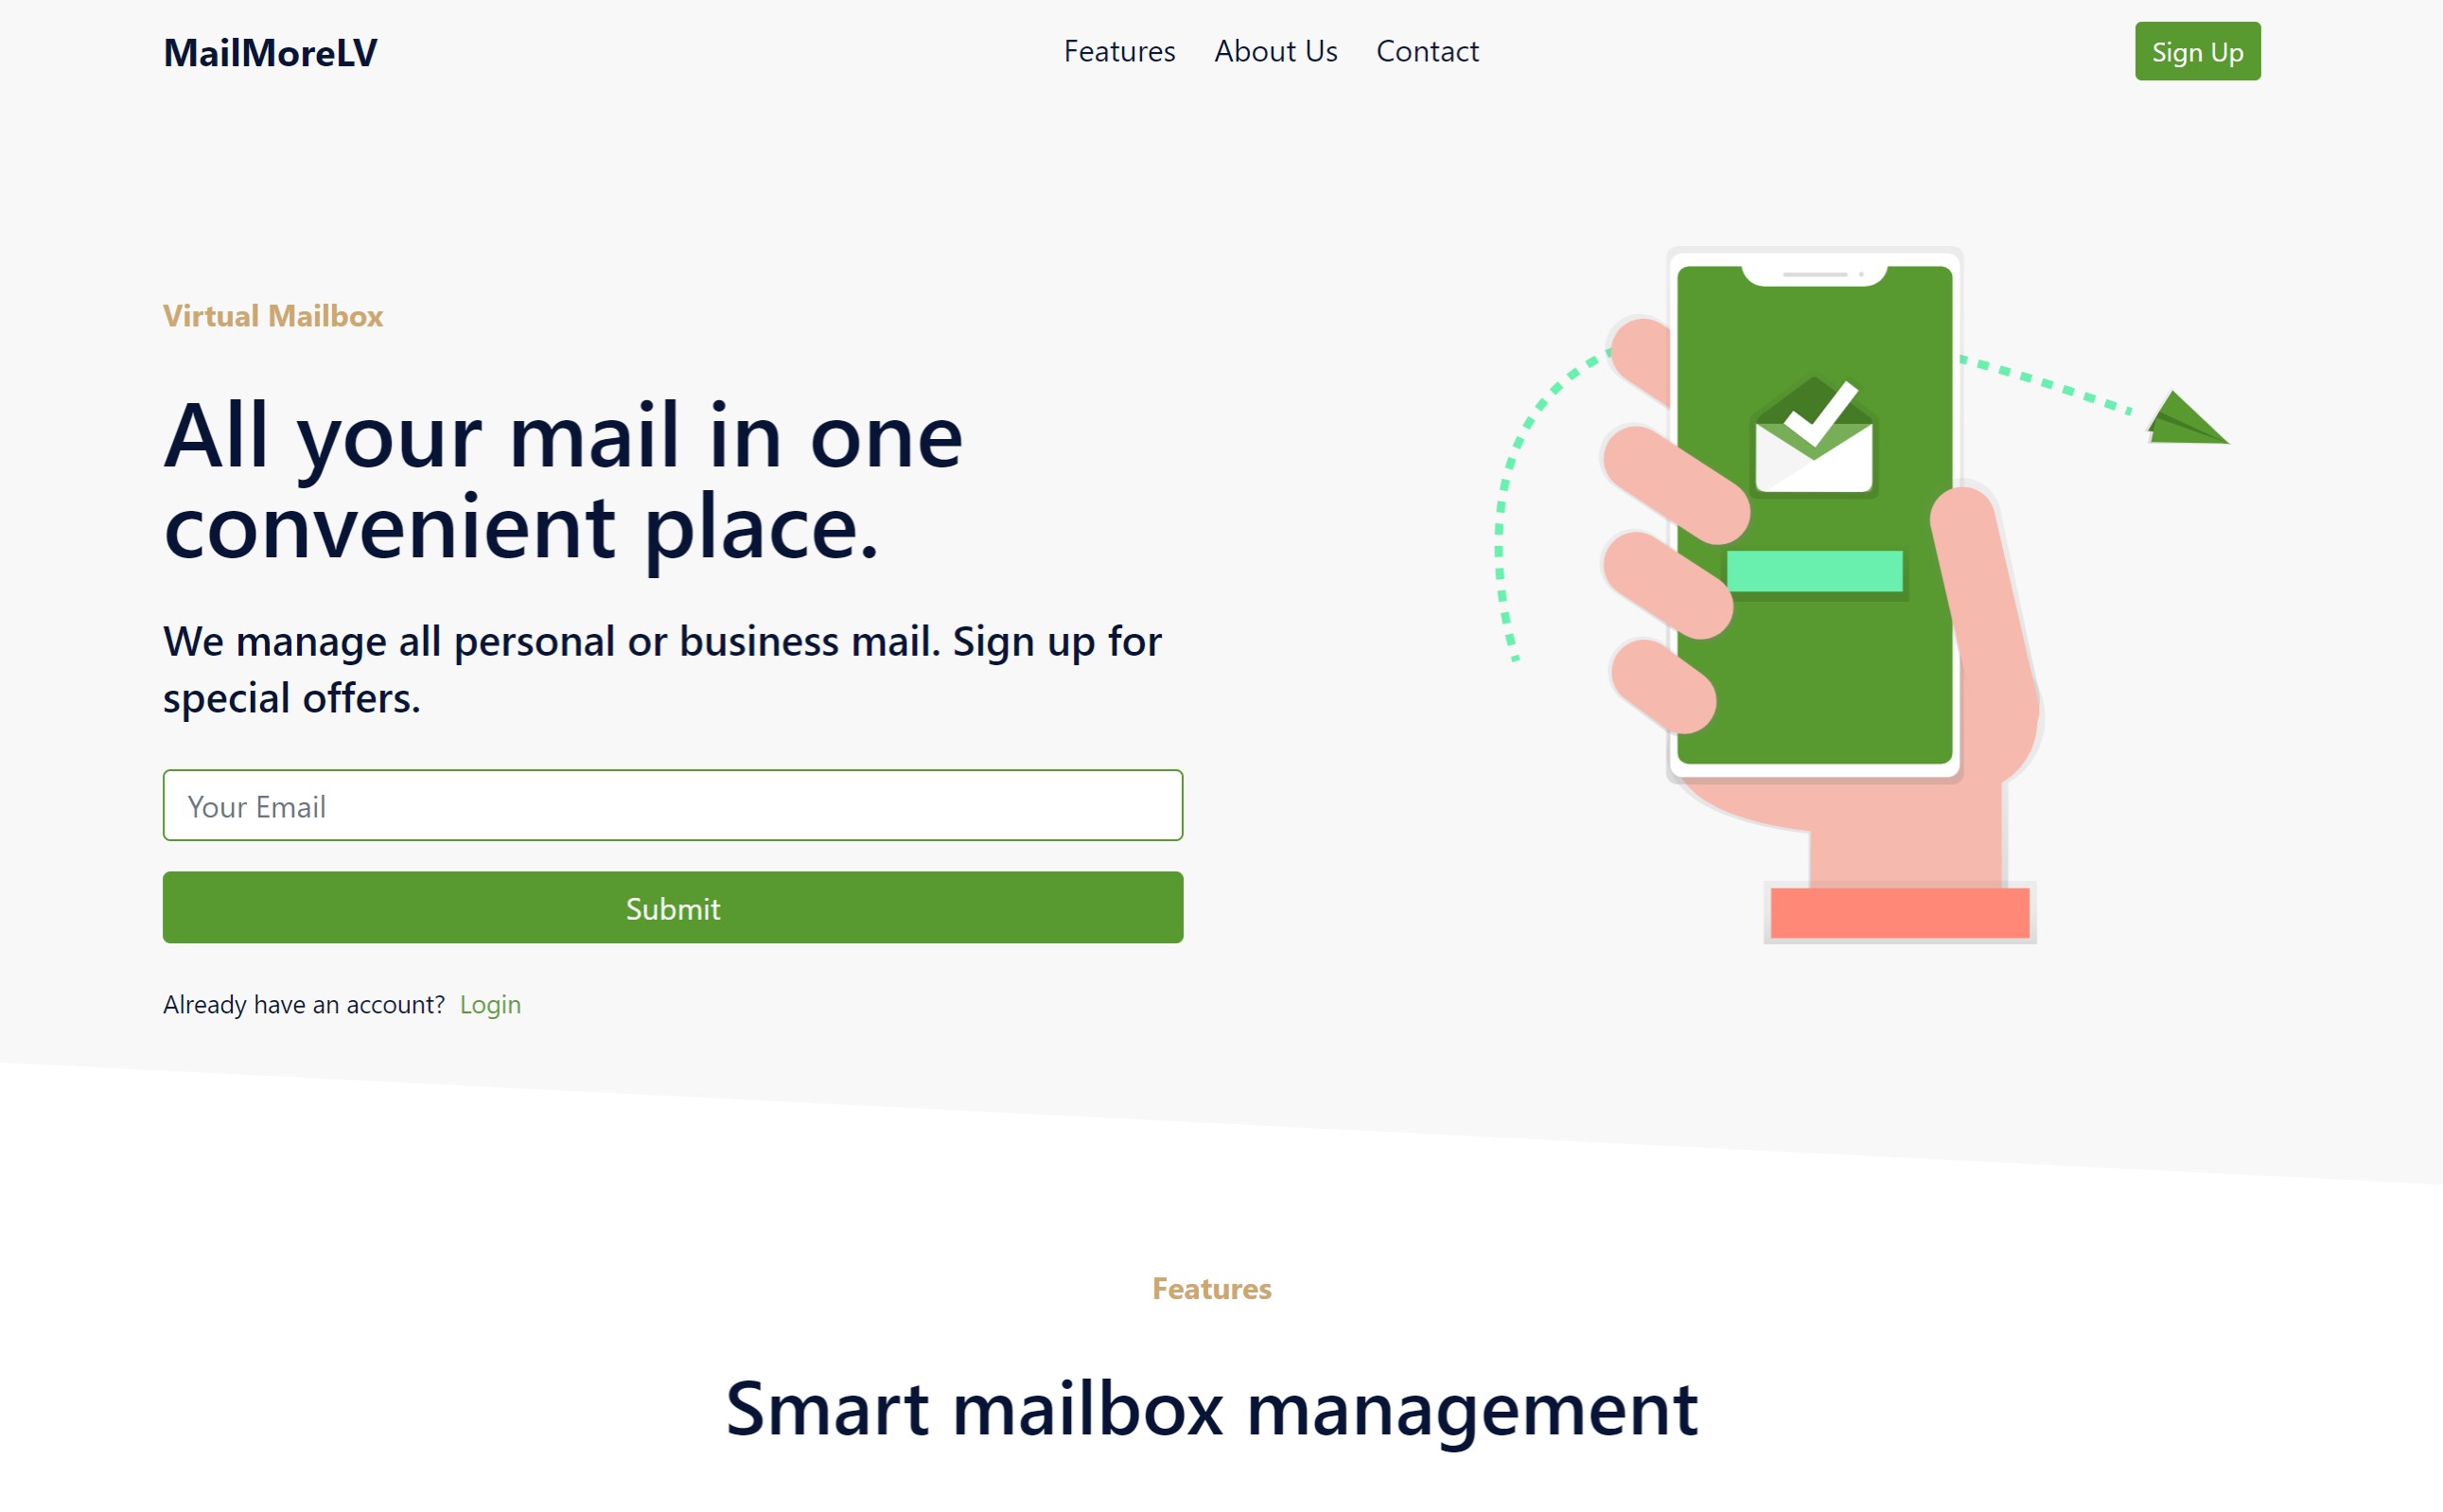 MailMoreLV
Features
About Us
Contact
Sign Up
Virtual Mailbox
All your mail in one
convenient place.
We manage all personal or business mail. Sign up for
special offers.
Your Email
Submit
Already have an account? Login
Features
Smart mailbox management